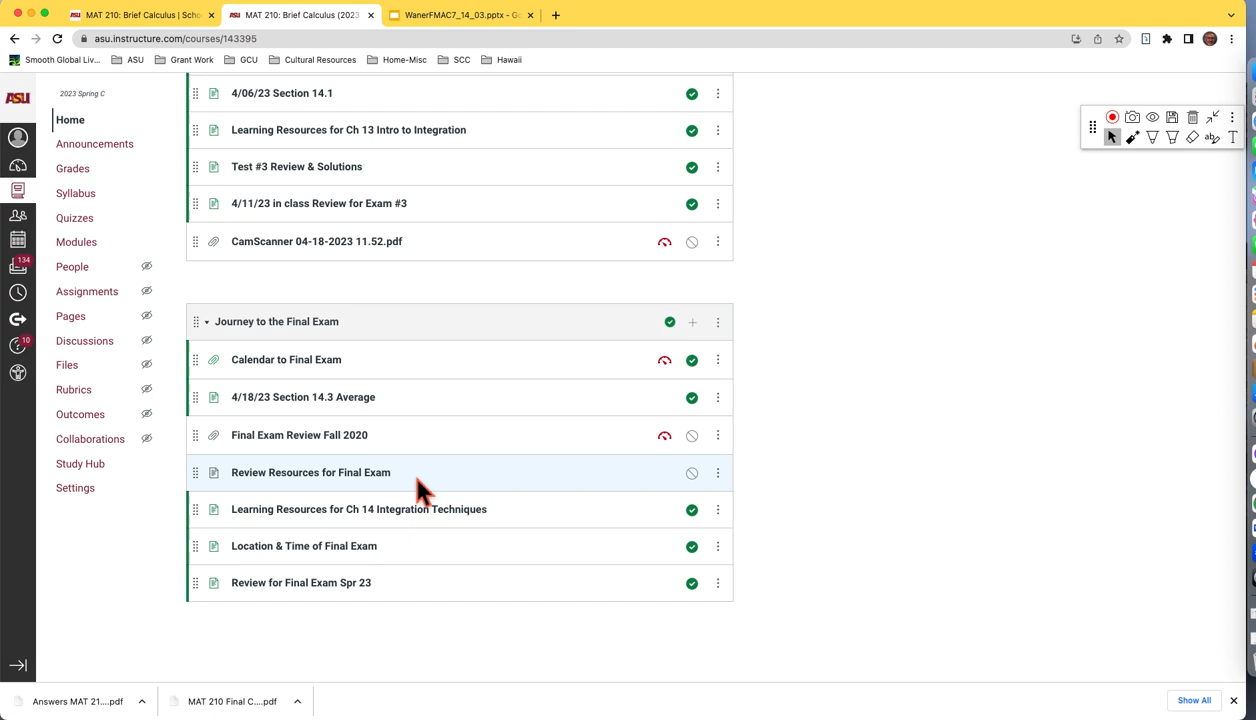 MAT 210: Brief Calculus | Scho
MAT 210: Brief Calculus (2023
WanerFMAC7_14_03.pptx - Go
asu.instructure.com/courses/143395
Smooth Global Liv...
ASU
Grant Work
GCU
Cultural Resources
Home-Misc
SCC
Hawaii
ASU
134
10
2023 Spring C
Home
Announcements
Grades
Syllabus
Quizzes
Modules
People
Assignments
Pages
Discussions
Files
Rubrics
Outcomes
Collaborations
Study Hub
Settings
4/06/23 Section 14.1
Learning Resources for Ch 13 Intro to Integration
Test #3 Review & Solutions
4/11/23 in class Review for Exam #3
CamScanner 04-18-2023 11.52.pdf
Journey to the Final Exam
Calendar to Final Exam
4/18/23 Section 14.3 Average
Final Exam Review Fall 2020
Review Resources for Final Exam
Learning Resources for Ch 14 Integration Techniques
Location & Time of Final Exam
Review for Final Exam Spr 23
Answers MAT 21....pdf
MAT 210 Final C....pdf
Show All